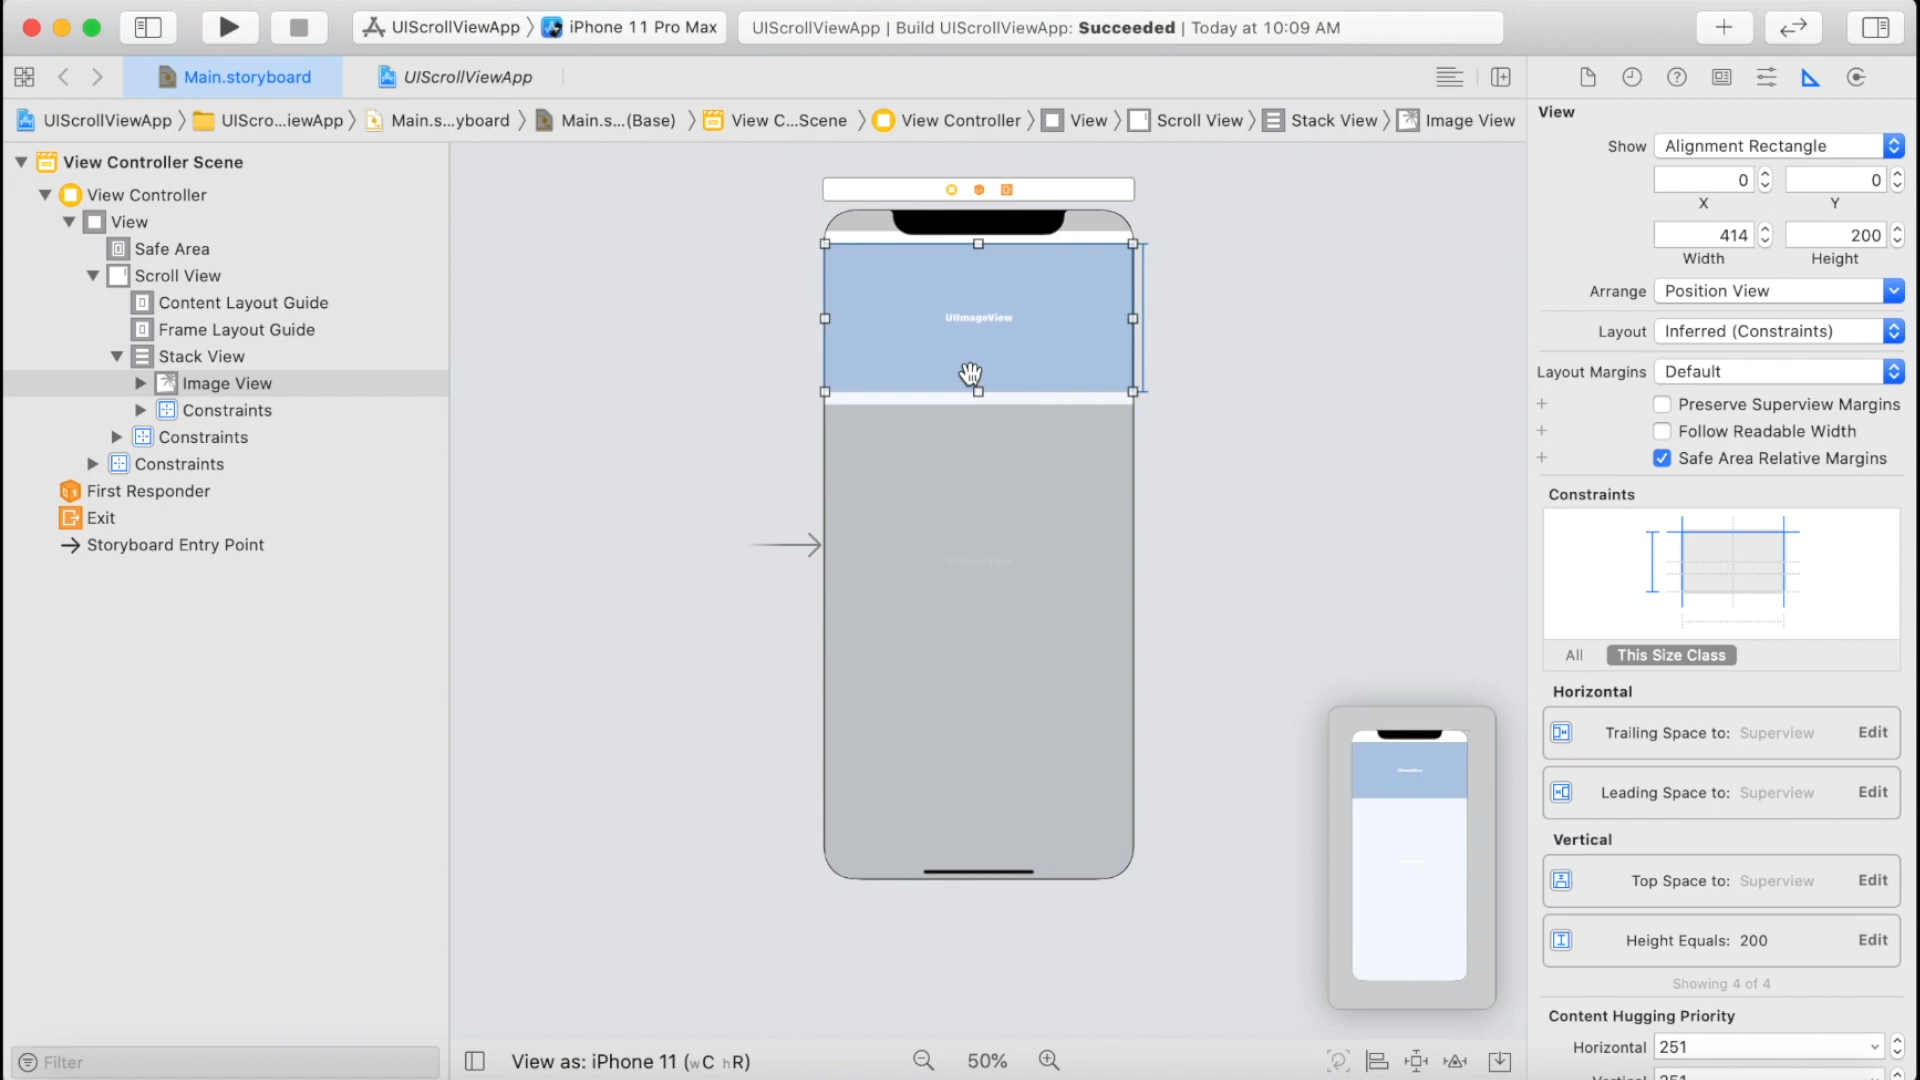 UIScrollViewApp
iPhone 11 Pro Max
UIScrollViewApp | Build UIScrollViewApp: Succeeded | Today at 10:09 AM
Main.storyboard
UIScrollViewApp
UIScrollViewApp
UIScro...iewApp
Main.s...yboard
Main.s...(Base)
View C...Scene
View Controller
View
Scroll View
Stack View
Image View
View Controller Scene
View Controller
View
Safe Area
Scroll View
Content Layout Guide
Frame Layout Guide
Stack View
Image View
Constraints
Constraints
Constraints
First Responder
Exit
Storyboard Entry Point
Filter
UIImageView
View as: iPhone 11 (wC hR)
50%
View
Show Alignment Rectangle
0 0
X Y
414 200
Width Height
Arrange Position View
Layout Inferred (Constraints)
Layout Margins Default
Preserve Superview Margins
Follow Readable Width
Safe Area Relative Margins
Constraints
All This Size Class
Horizontal
Trailing Space to: Superview Edit
Leading Space to: Superview Edit
Vertical
Top Space to: Superview Edit
Height Equals: 200 Edit
Showing 4 of 4
Content Hugging Priority
Horizontal 251
Vertical 251